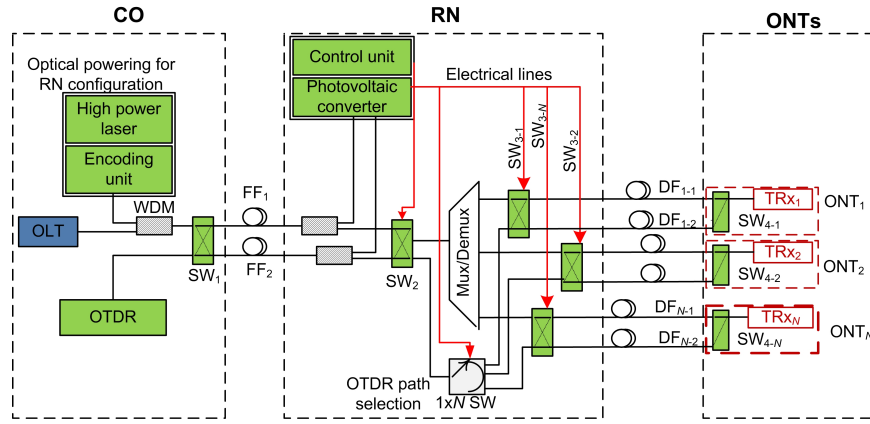 CO
RN
ONTs
Optical powering for
RN configuration
High power
laser
Encoding
unit
WDM
OLT
OTDR
SW1
FF1
FF2
Control unit
Photovoltaic
converter
Electrical lines
SW3-1
SW3-N
SW3-2
SW2
Mux/Demux
OTDR path
selection
1xN SW
DF1-1
DF1-2
DFN-1
DFN-2
TRx1
SW4-1
ONT1
TRx2
SW4-2
ONT2
TRxN
SW4-N
ONTN